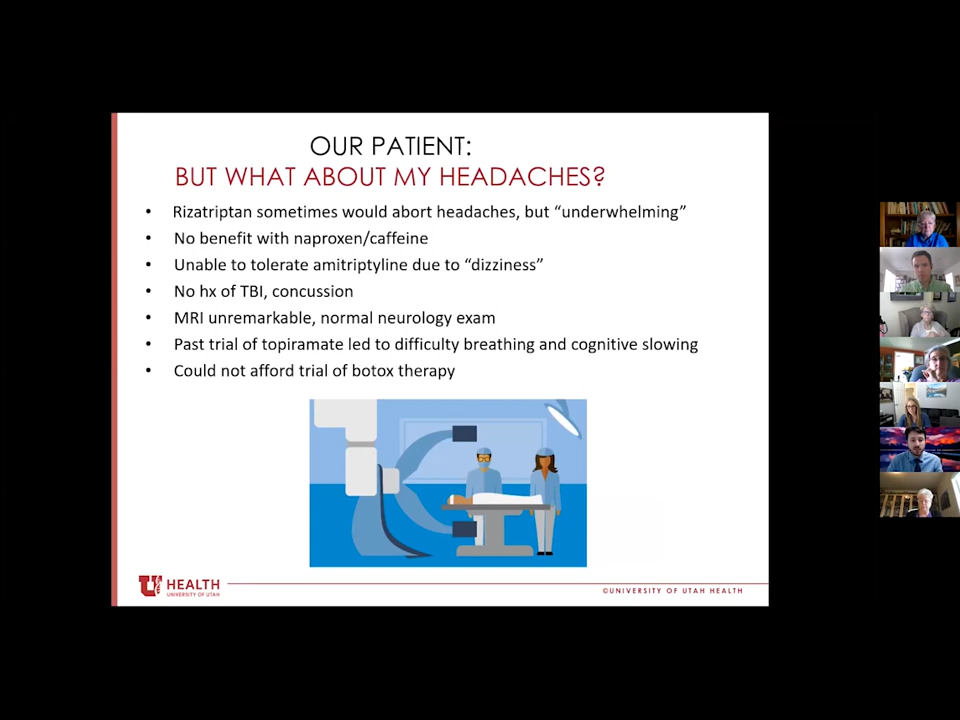 OUR PATIENT:
BUT WHAT ABOUT MY HEADACHES?
• Rizatriptan sometimes would abort headaches, but “underwhelming”
• No benefit with naproxen/caffeine
• Unable to tolerate amitriptyline due to “dizziness”
• No hx of TBI, concussion
• MRI unremarkable, normal neurology exam
• Past trial of topiramate led to difficulty breathing and cognitive slowing
• Could not afford trial of botox therapy
U HEALTH
UNIVERSITY OF UTAH
©UNIVERSITY OF UTAH HEALTH